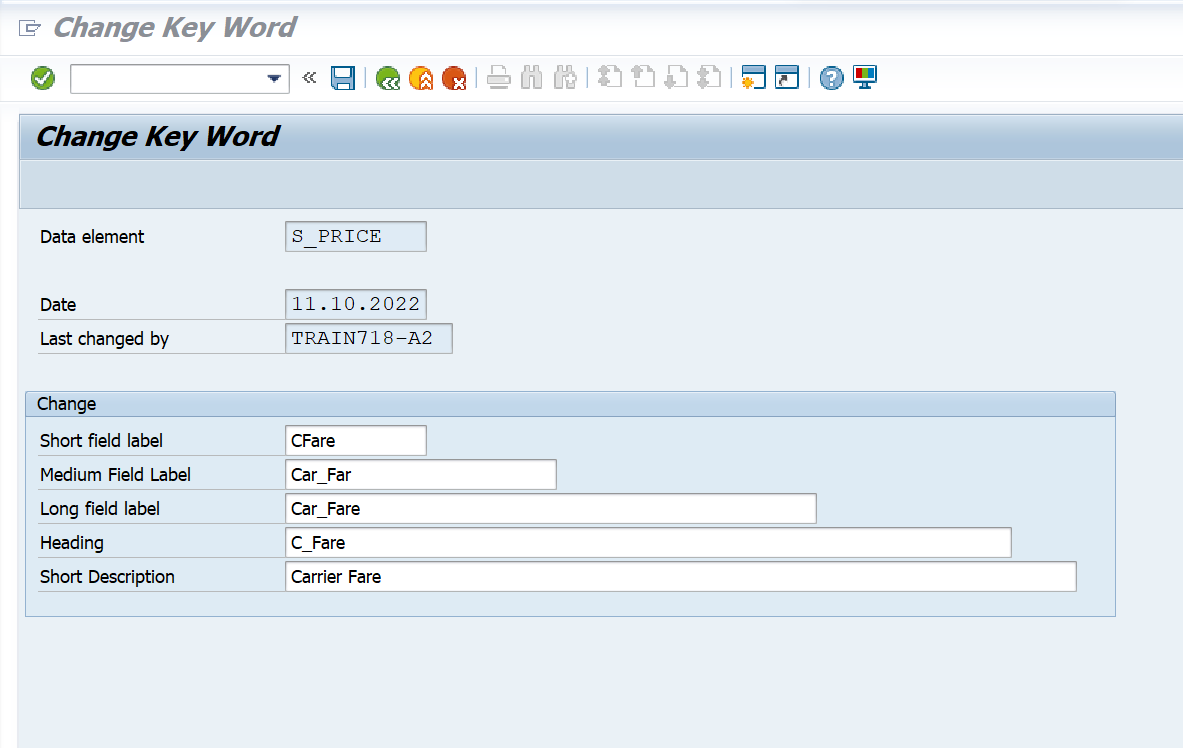 Change Key Word
Change Key Word
Data element S_PRICE
Date 11.10.2022
Last changed by TRAIN718-A2
Change
Short field label CFare
Medium Field Label Car_Far
Long field label Car_Fare
Heading C_Fare
Short Description Carrier Fare